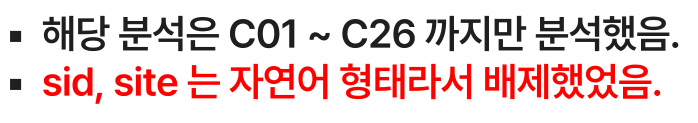 ▪ 해당 분석은 C01 ~ C26 까지만 분석했음.
▪ sid, site 는 자연어 형태라서 배제했었음.